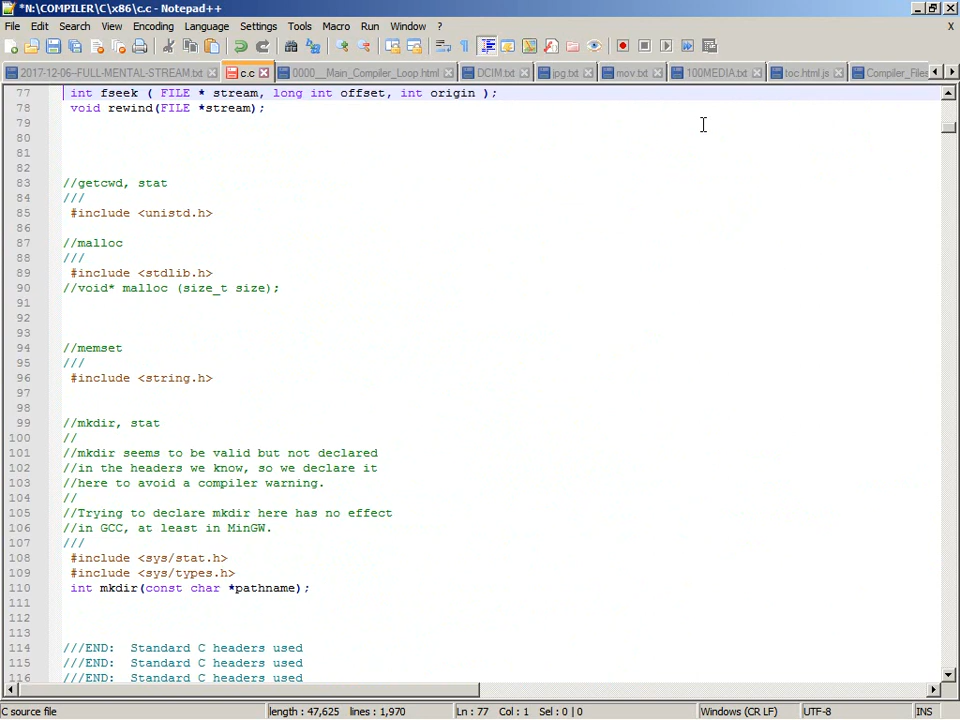 *N:\COMPILER\C\x86\c.c - Notepad++
File Edit Search View Encoding Language Settings Tools Macro Run Window ? X
2017-12-06--FULL-MENTAL-STREAM.txt c.c 0000__Main_Compiler_Loop.html DCIM.txt jpg.txt mov.txt 100MEDIA.txt toc.html.js Compiler_Files
77 int fseek ( FILE * stream, long int offset, int origin );
78 void rewind(FILE *stream);
79
80
81
82
83 //getcwd, stat
84 ///
85 #include <unistd.h>
86
87 //malloc
88 ///
89 #include <stdlib.h>
90 //void* malloc (size_t size);
91
92
93
94 //memset
95 ///
96 #include <string.h>
97
98
99 //mkdir, stat
100 //
101 //mkdir seems to be valid but not declared
102 //in the headers we know, so we declare it
103 //here to avoid a compiler warning.
104 //
105 //Trying to declare mkdir here has no effect
106 //in GCC, at least in MinGW.
107 ///
108 #include <sys/stat.h>
109 #include <sys/types.h>
110 int mkdir(const char *pathname);
111
112
113
114 ///END:  Standard C headers used
115 ///END:  Standard C headers used
116 ///END:  Standard C headers used
C source file length : 47,625 lines : 1,970 Ln : 77 Col : 1 Sel : 0 | 0 Windows (CR LF) UTF-8 INS